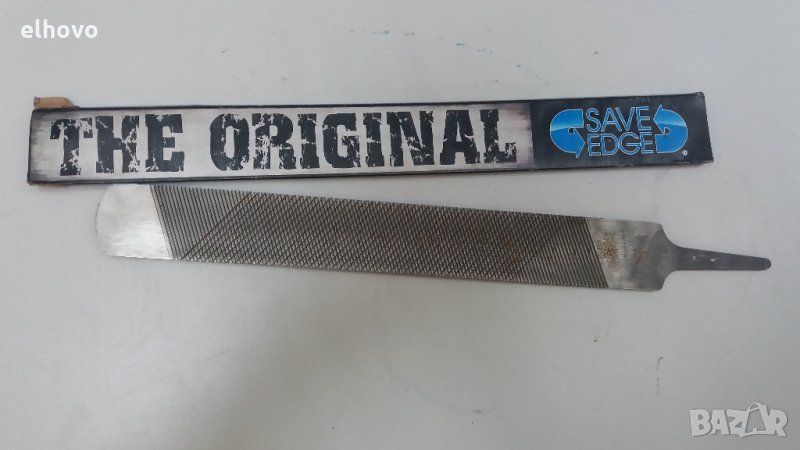 elhovo
THE ORIGINAL
SAVE
EDGE
®
BAZAR